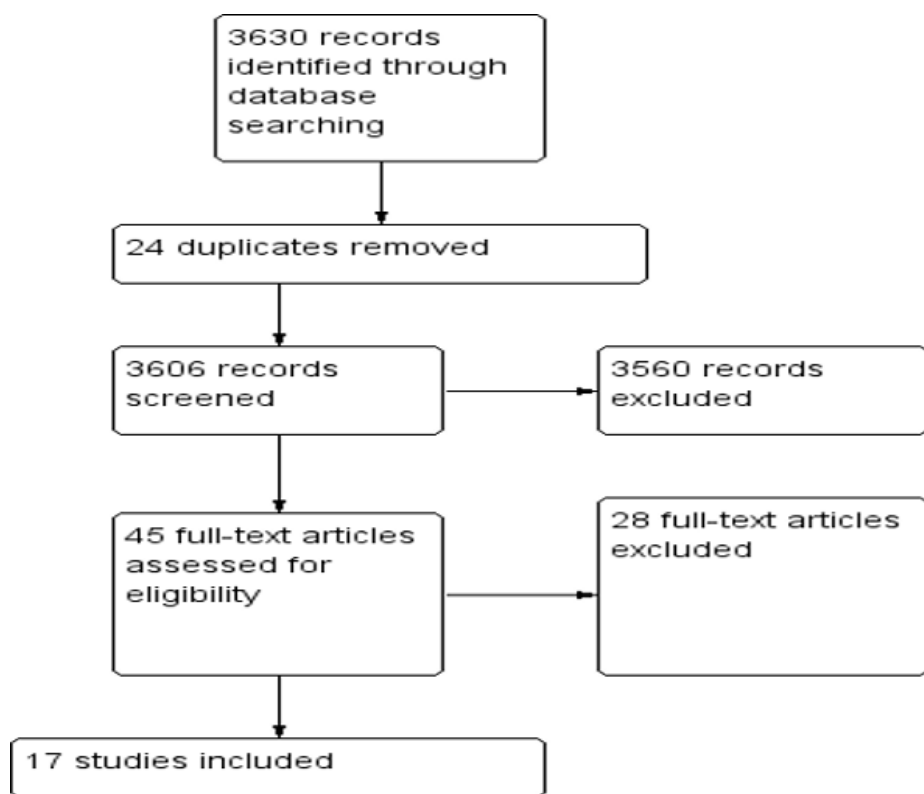 3630 records
identified through
database
searching
24 duplicates removed
3606 records
screened
3560 records
excluded
45 full-text articles
assessed for
eligibility
28 full-text articles
excluded
17 studies included